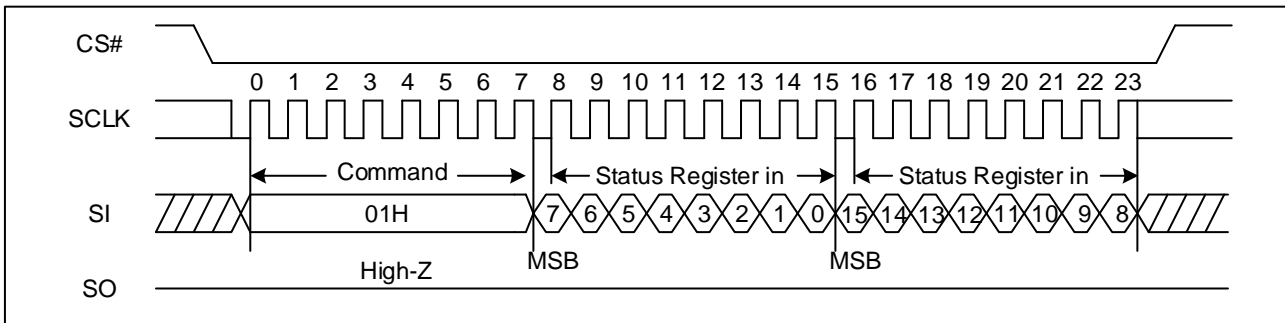 CS#
0 1 2 3 4 5 6 7 8 9 10 11 12 13 14 15 16 17 18 19 20 21 22 23
SCLK
Command Status Register in Status Register in
SI 01H 7 6 5 4 3 2 1 0 15 14 13 12 11 10 9 8
MSB MSB
High-Z
SO